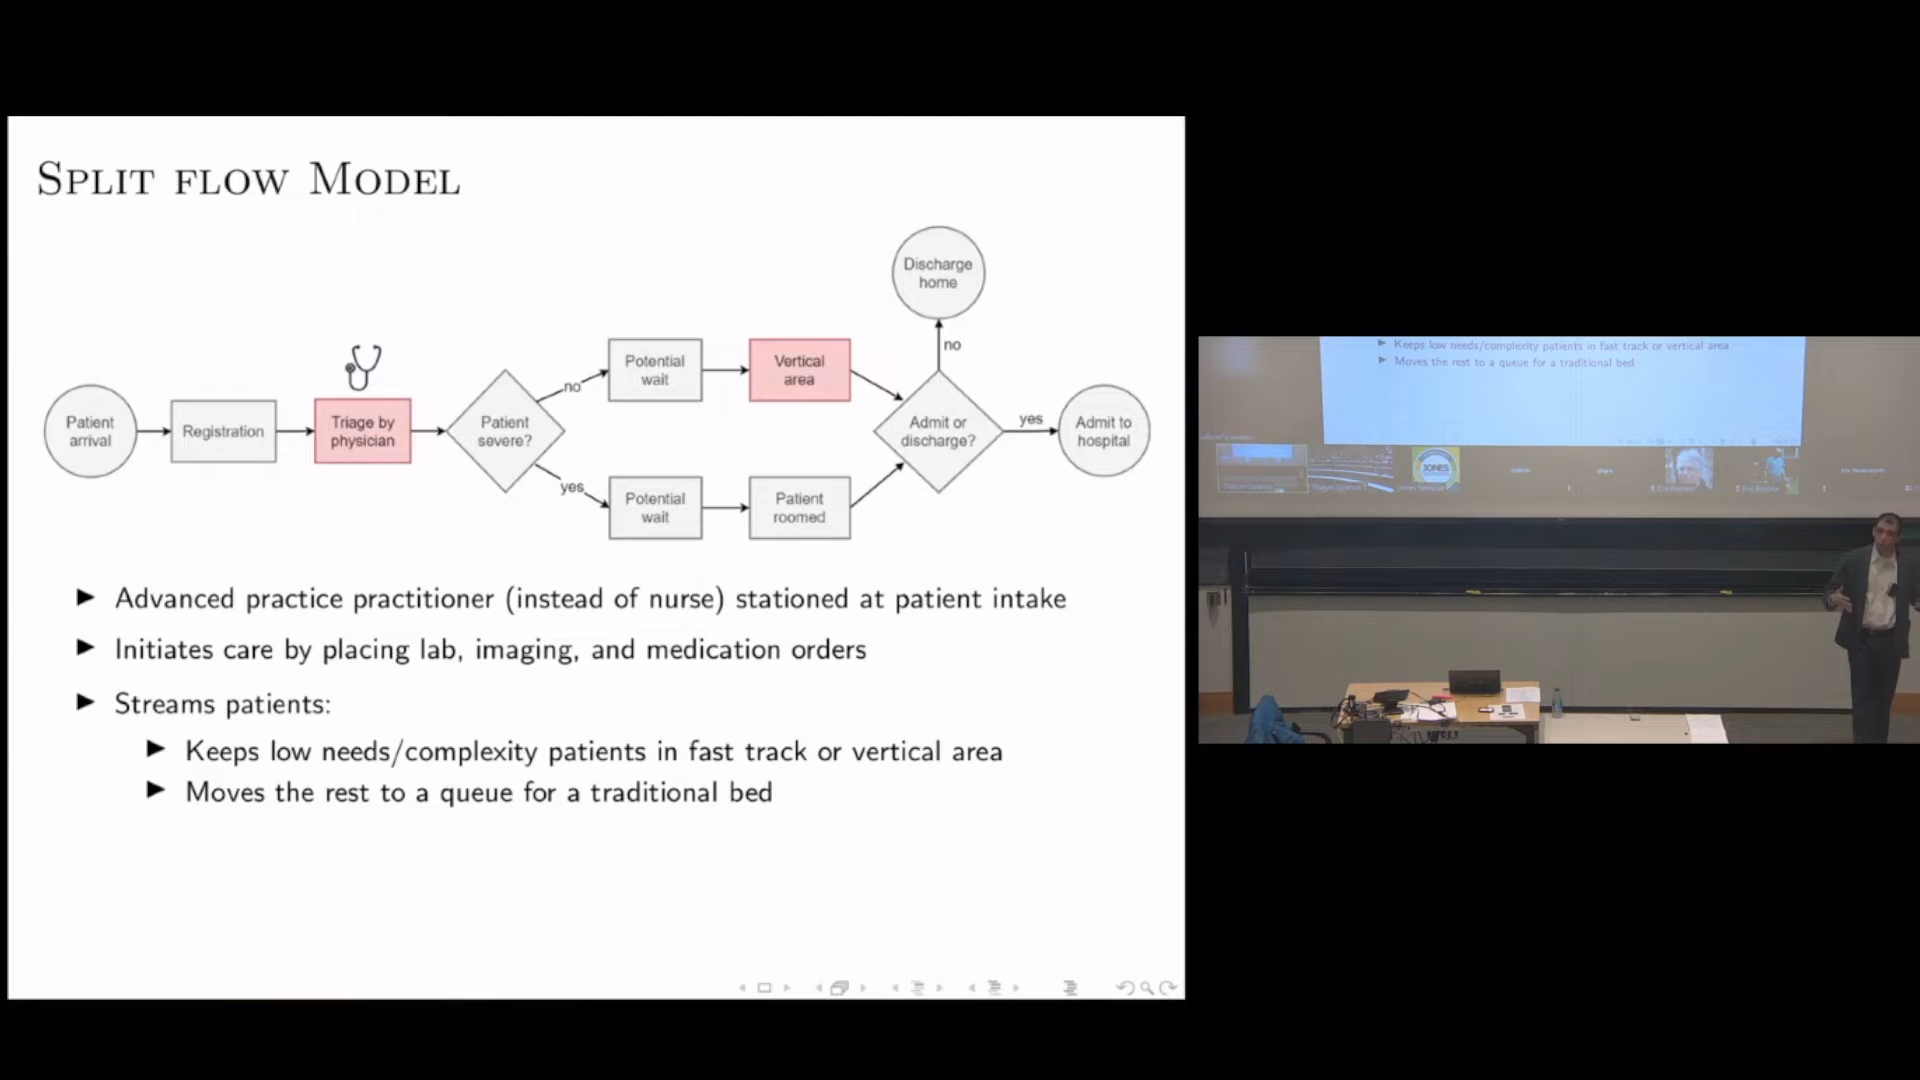 SPLIT FLOW MODEL
Discharge
home
no
Patient
arrival
Registration
Triage by
physician
Patient
severe?
no
Potential
wait
Vertical
area
yes
Potential
wait
Patient
roomed
Admit or
discharge?
yes
Admit to
hospital
▶ Advanced practice practitioner (instead of nurse) stationed at patient intake
▶ Initiates care by placing lab, imaging, and medication orders
▶ Streams patients:
▶ Keeps low needs/complexity patients in fast track or vertical area
▶ Moves the rest to a queue for a traditional bed
▶ Keeps low needs/complexity patients in fast track or vertical area
▶ Moves the rest to a queue for a traditional bed
JONES